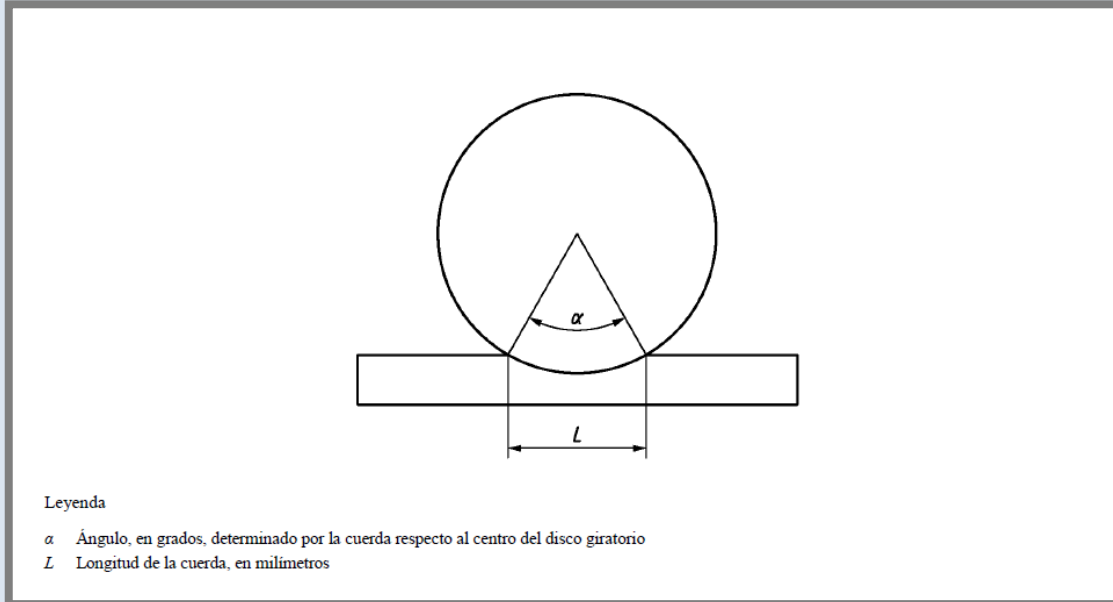 α
L
Leyenda
α Ángulo, en grados, determinado por la cuerda respecto al centro del disco giratorio
L Longitud de la cuerda, en milímetros